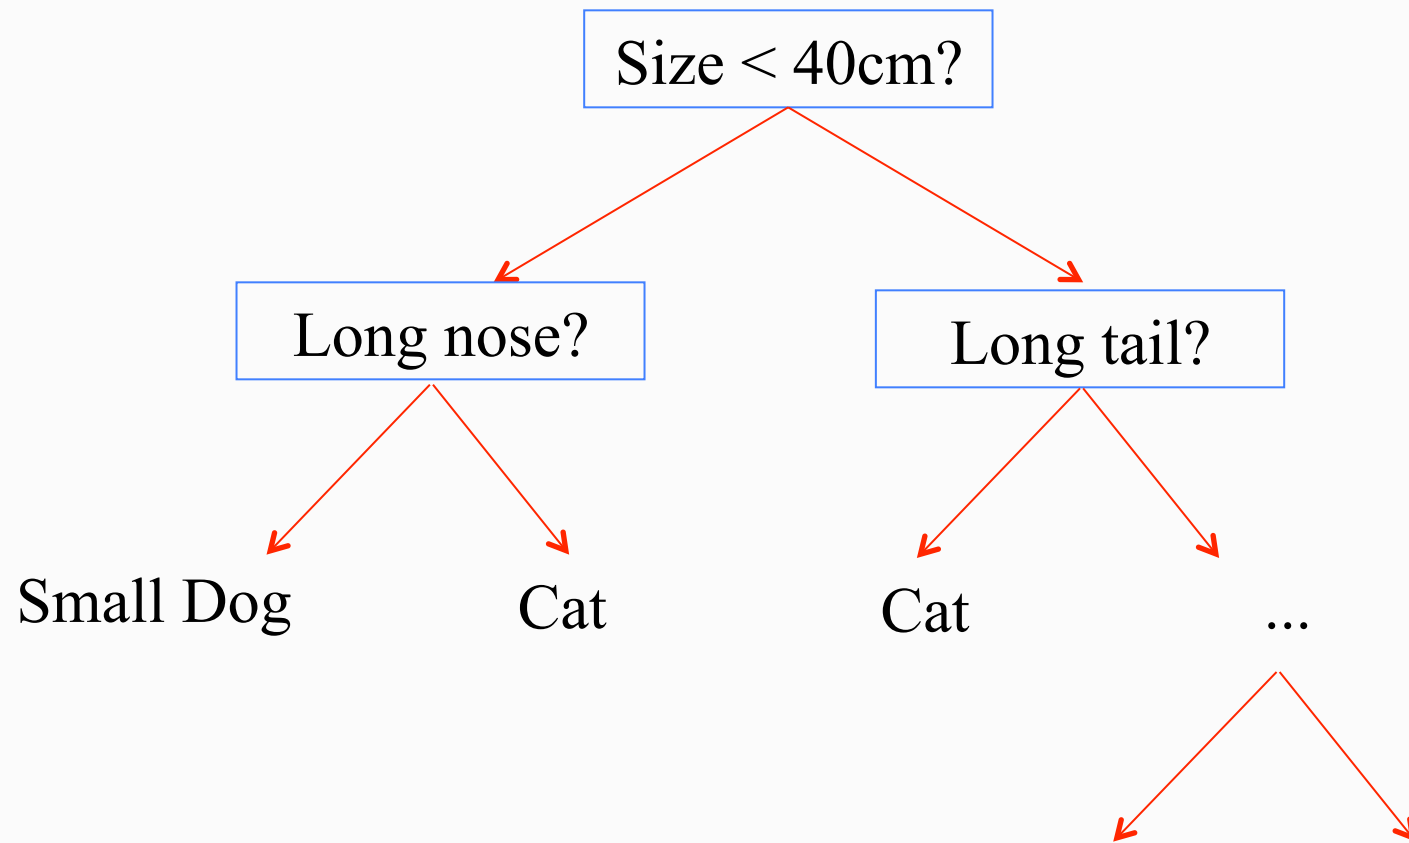 Size < 40cm?
Long nose?
Long tail?
Small Dog
Cat
Cat
...